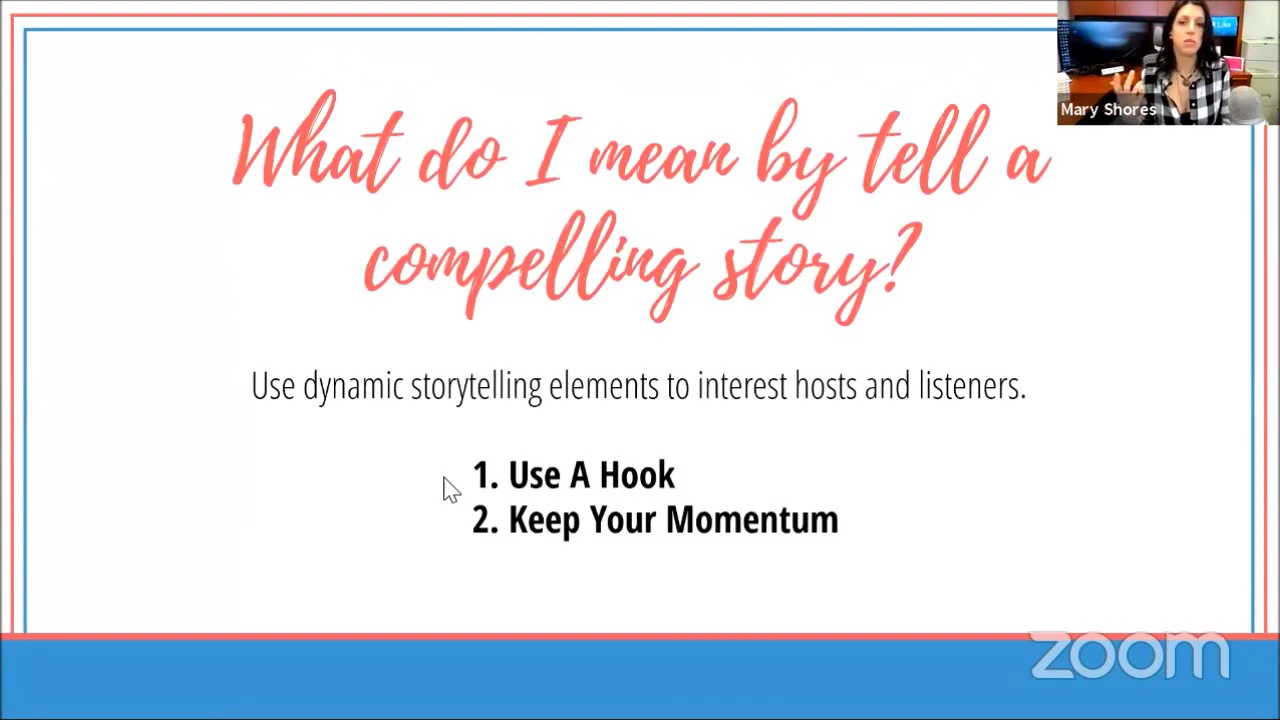 Mary Shores
What do I mean by tell a
compelling story?
Use dynamic storytelling elements to interest hosts and listeners.
1. Use A Hook
2. Keep Your Momentum
zoom